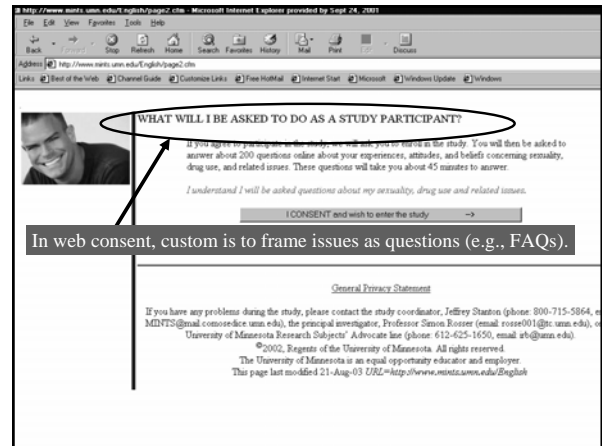 http://www.mints.umn.edu/English/page2.cfm - Microsoft Internet Explorer provided by Sept 24, 2001
File Edit View Favorites Tools Help
Back Forward Stop Refresh Home Search Favorites History Mail Print Edit Discuss
Address http://www.mints.umn.edu/English/page2.cfm
Links Best of the Web Channel Guide Customize Links Free HotMail Internet Start Microsoft Windows Update Windows
WHAT WILL I BE ASKED TO DO AS A STUDY PARTICIPANT?
If you agree to participate in the study, we will ask you to enroll in the study. You will then be asked to
answer about 200 questions online about your experiences, attitudes, and beliefs concerning sexuality,
drug use, and related issues. These questions will take you about 45 minutes to answer.
I understand I will be asked questions about my sexuality, drug use and related issues.
I CONSENT and wish to enter the study -->
In web consent, custom is to frame issues as questions (e.g., FAQs).
General Privacy Statement
If you have any problems during the study, please contact the study coordinator, Jeffrey Stanton (phone: 800-715-5864, e
MINTS@mail.comosredice.umn.edu), the principal investigator, Professor Simon Rosser (email: rosse001@tc.umn.edu), o
University of Minnesota Research Subjects' Advocate line (phone: 612-625-1650, email: irb@umn.edu).
©2002, Regents of the University of Minnesota. All rights reserved.
The University of Minnesota is an equal opportunity educator and employer.
This page last modified 21-Aug-03 URL=http://www.mints.umn.edu/English